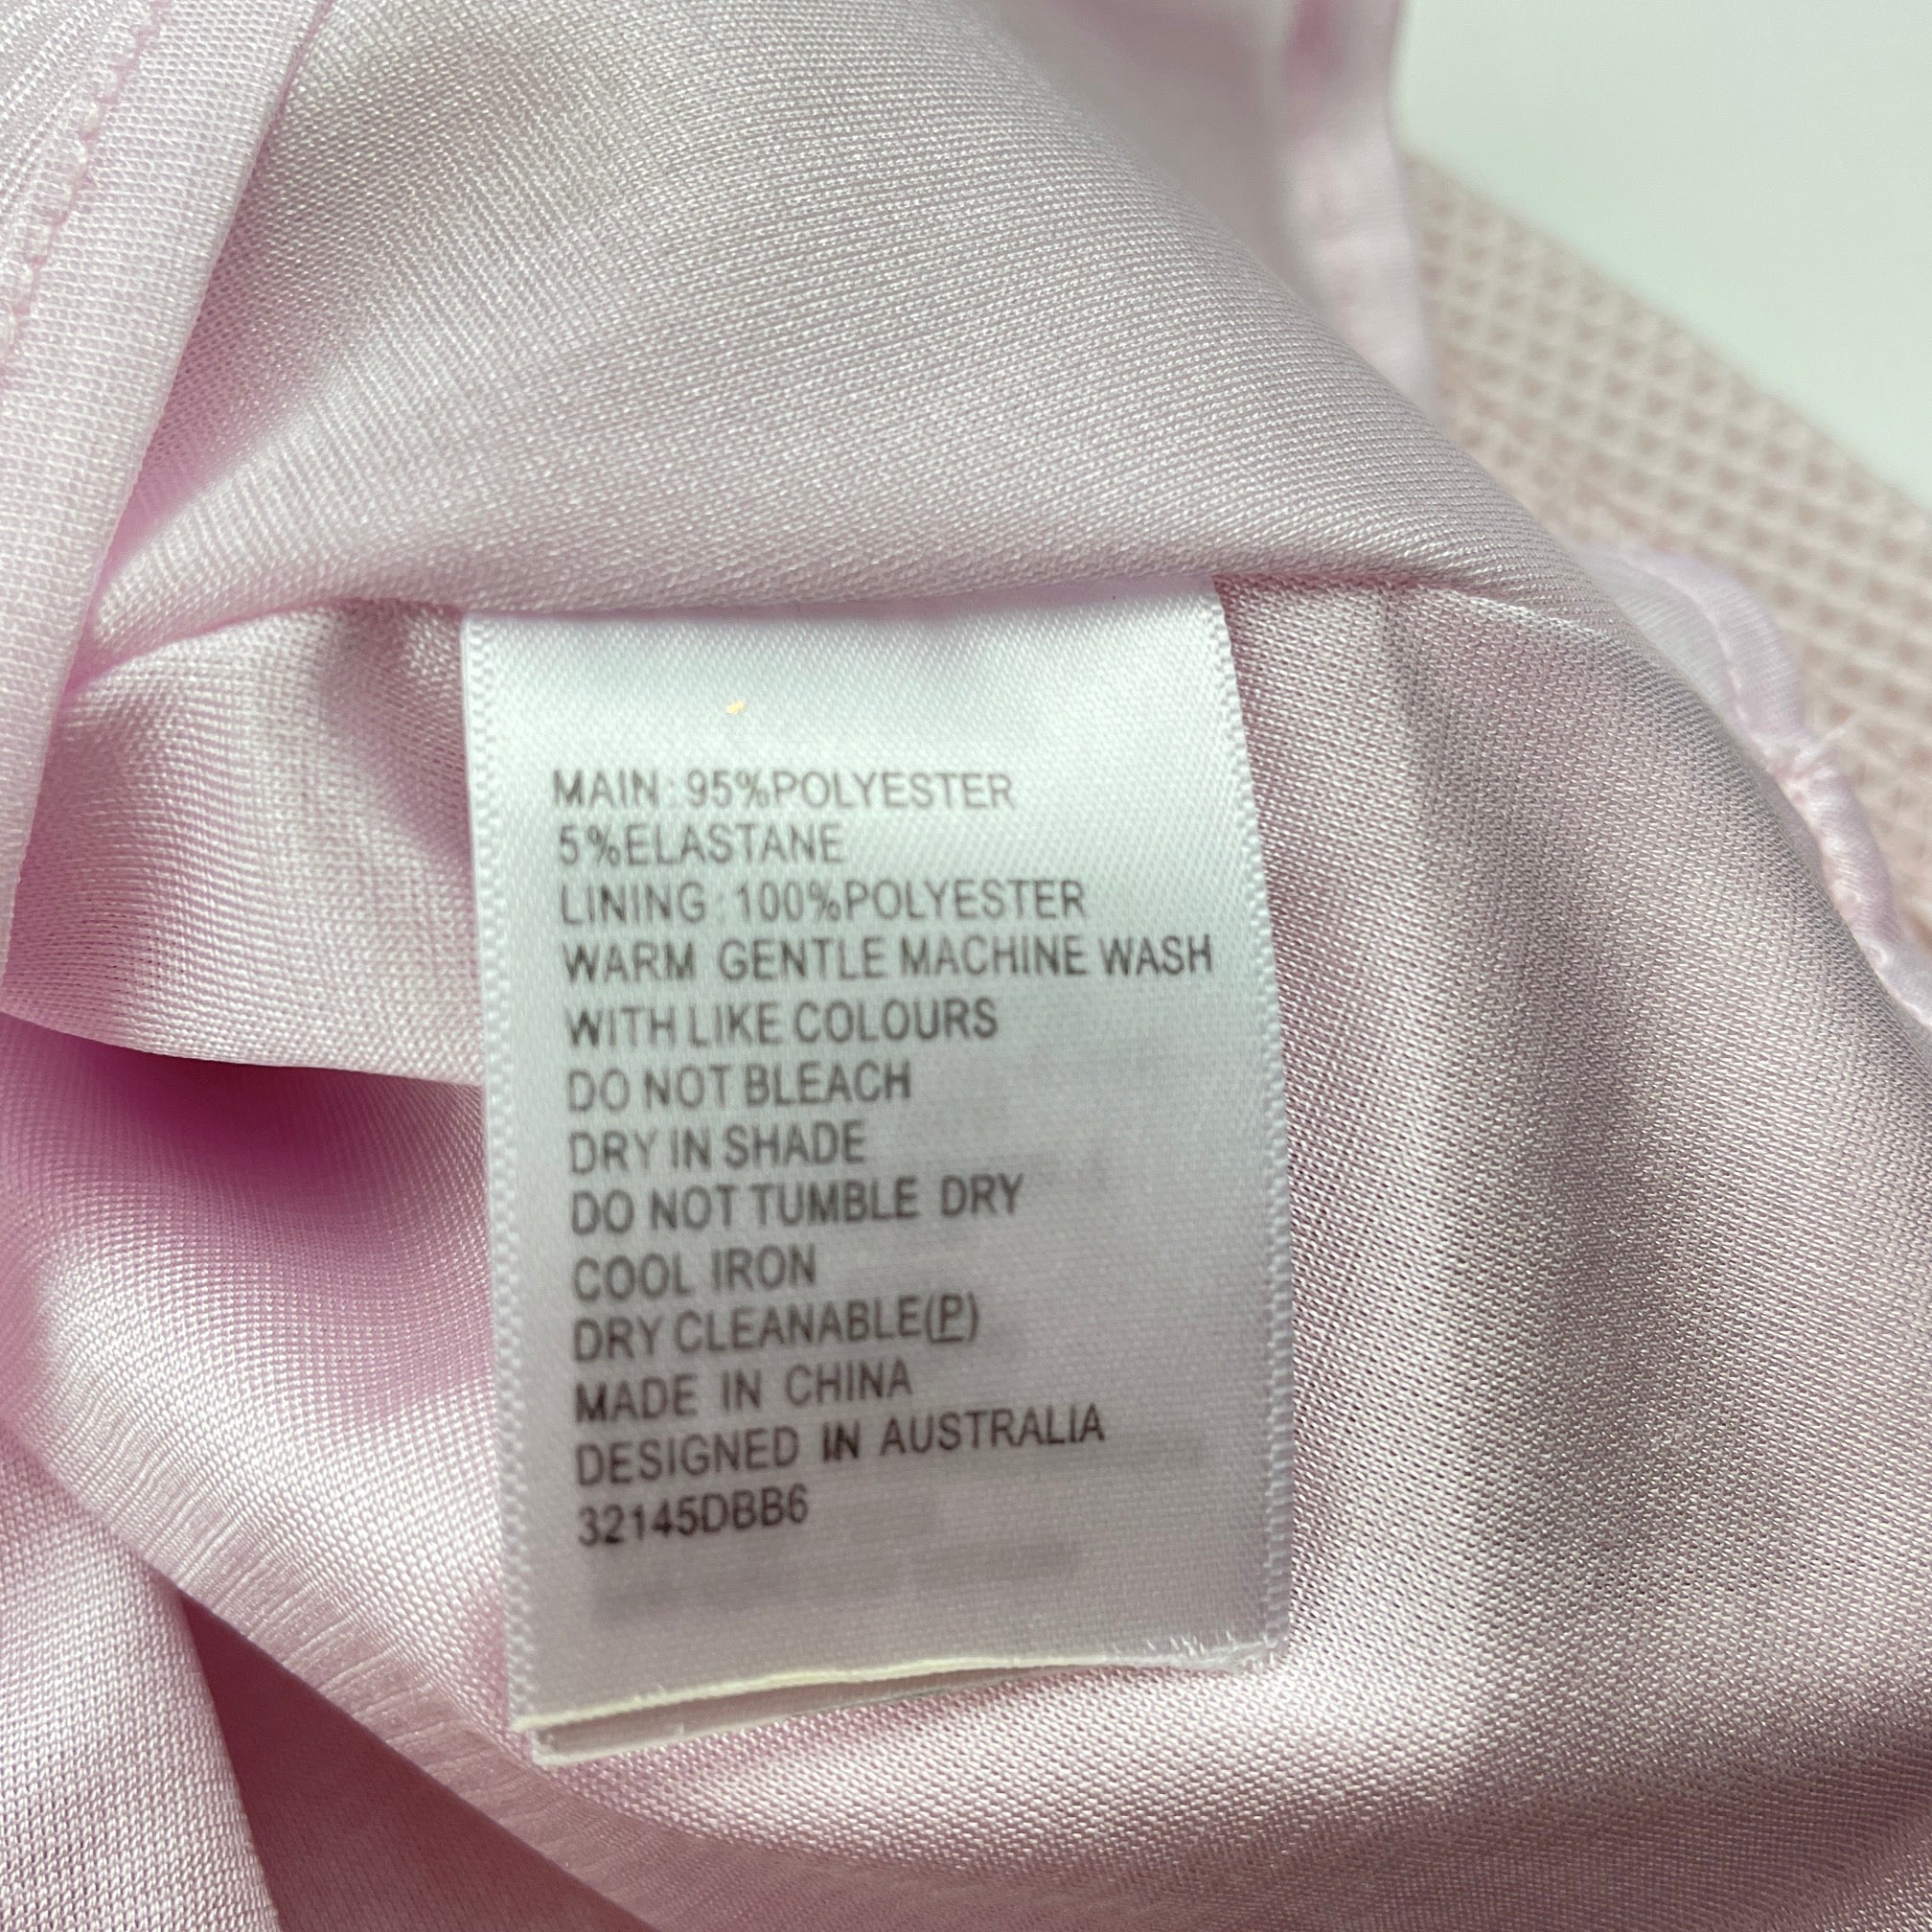 MAIN : 95%POLYESTER
5%ELASTANE
LINING : 100%POLYESTER
WARM GENTLE MACHINE WASH
WITH LIKE COLOURS
DO NOT BLEACH
DRY IN SHADE
DO NOT TUMBLE DRY
COOL IRON
DRY CLEANABLE(P)
MADE IN CHINA
DESIGNED IN AUSTRALIA
32145DBB6